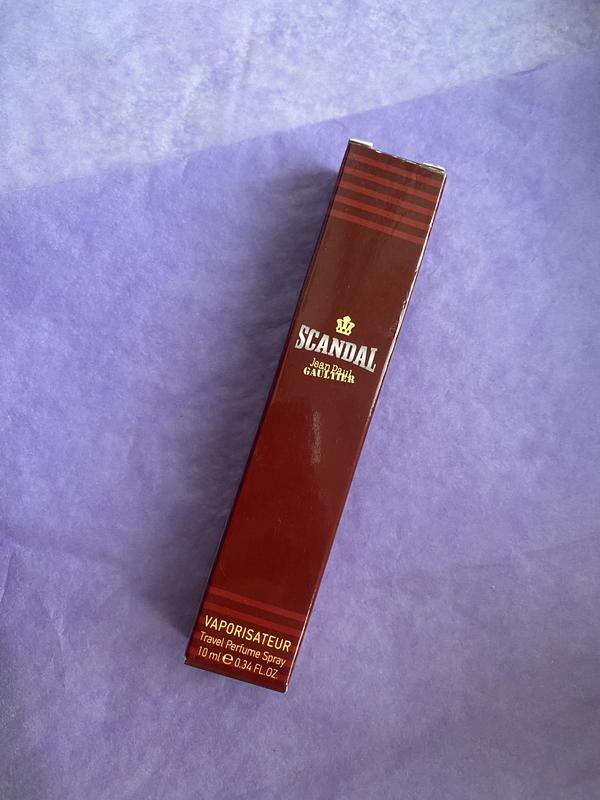 SCANDAL
Jean Paul
GAULTIER
VAPORISATEUR
Travel Perfume Spray
10 ml ℮ 0.34 FL.OZ.